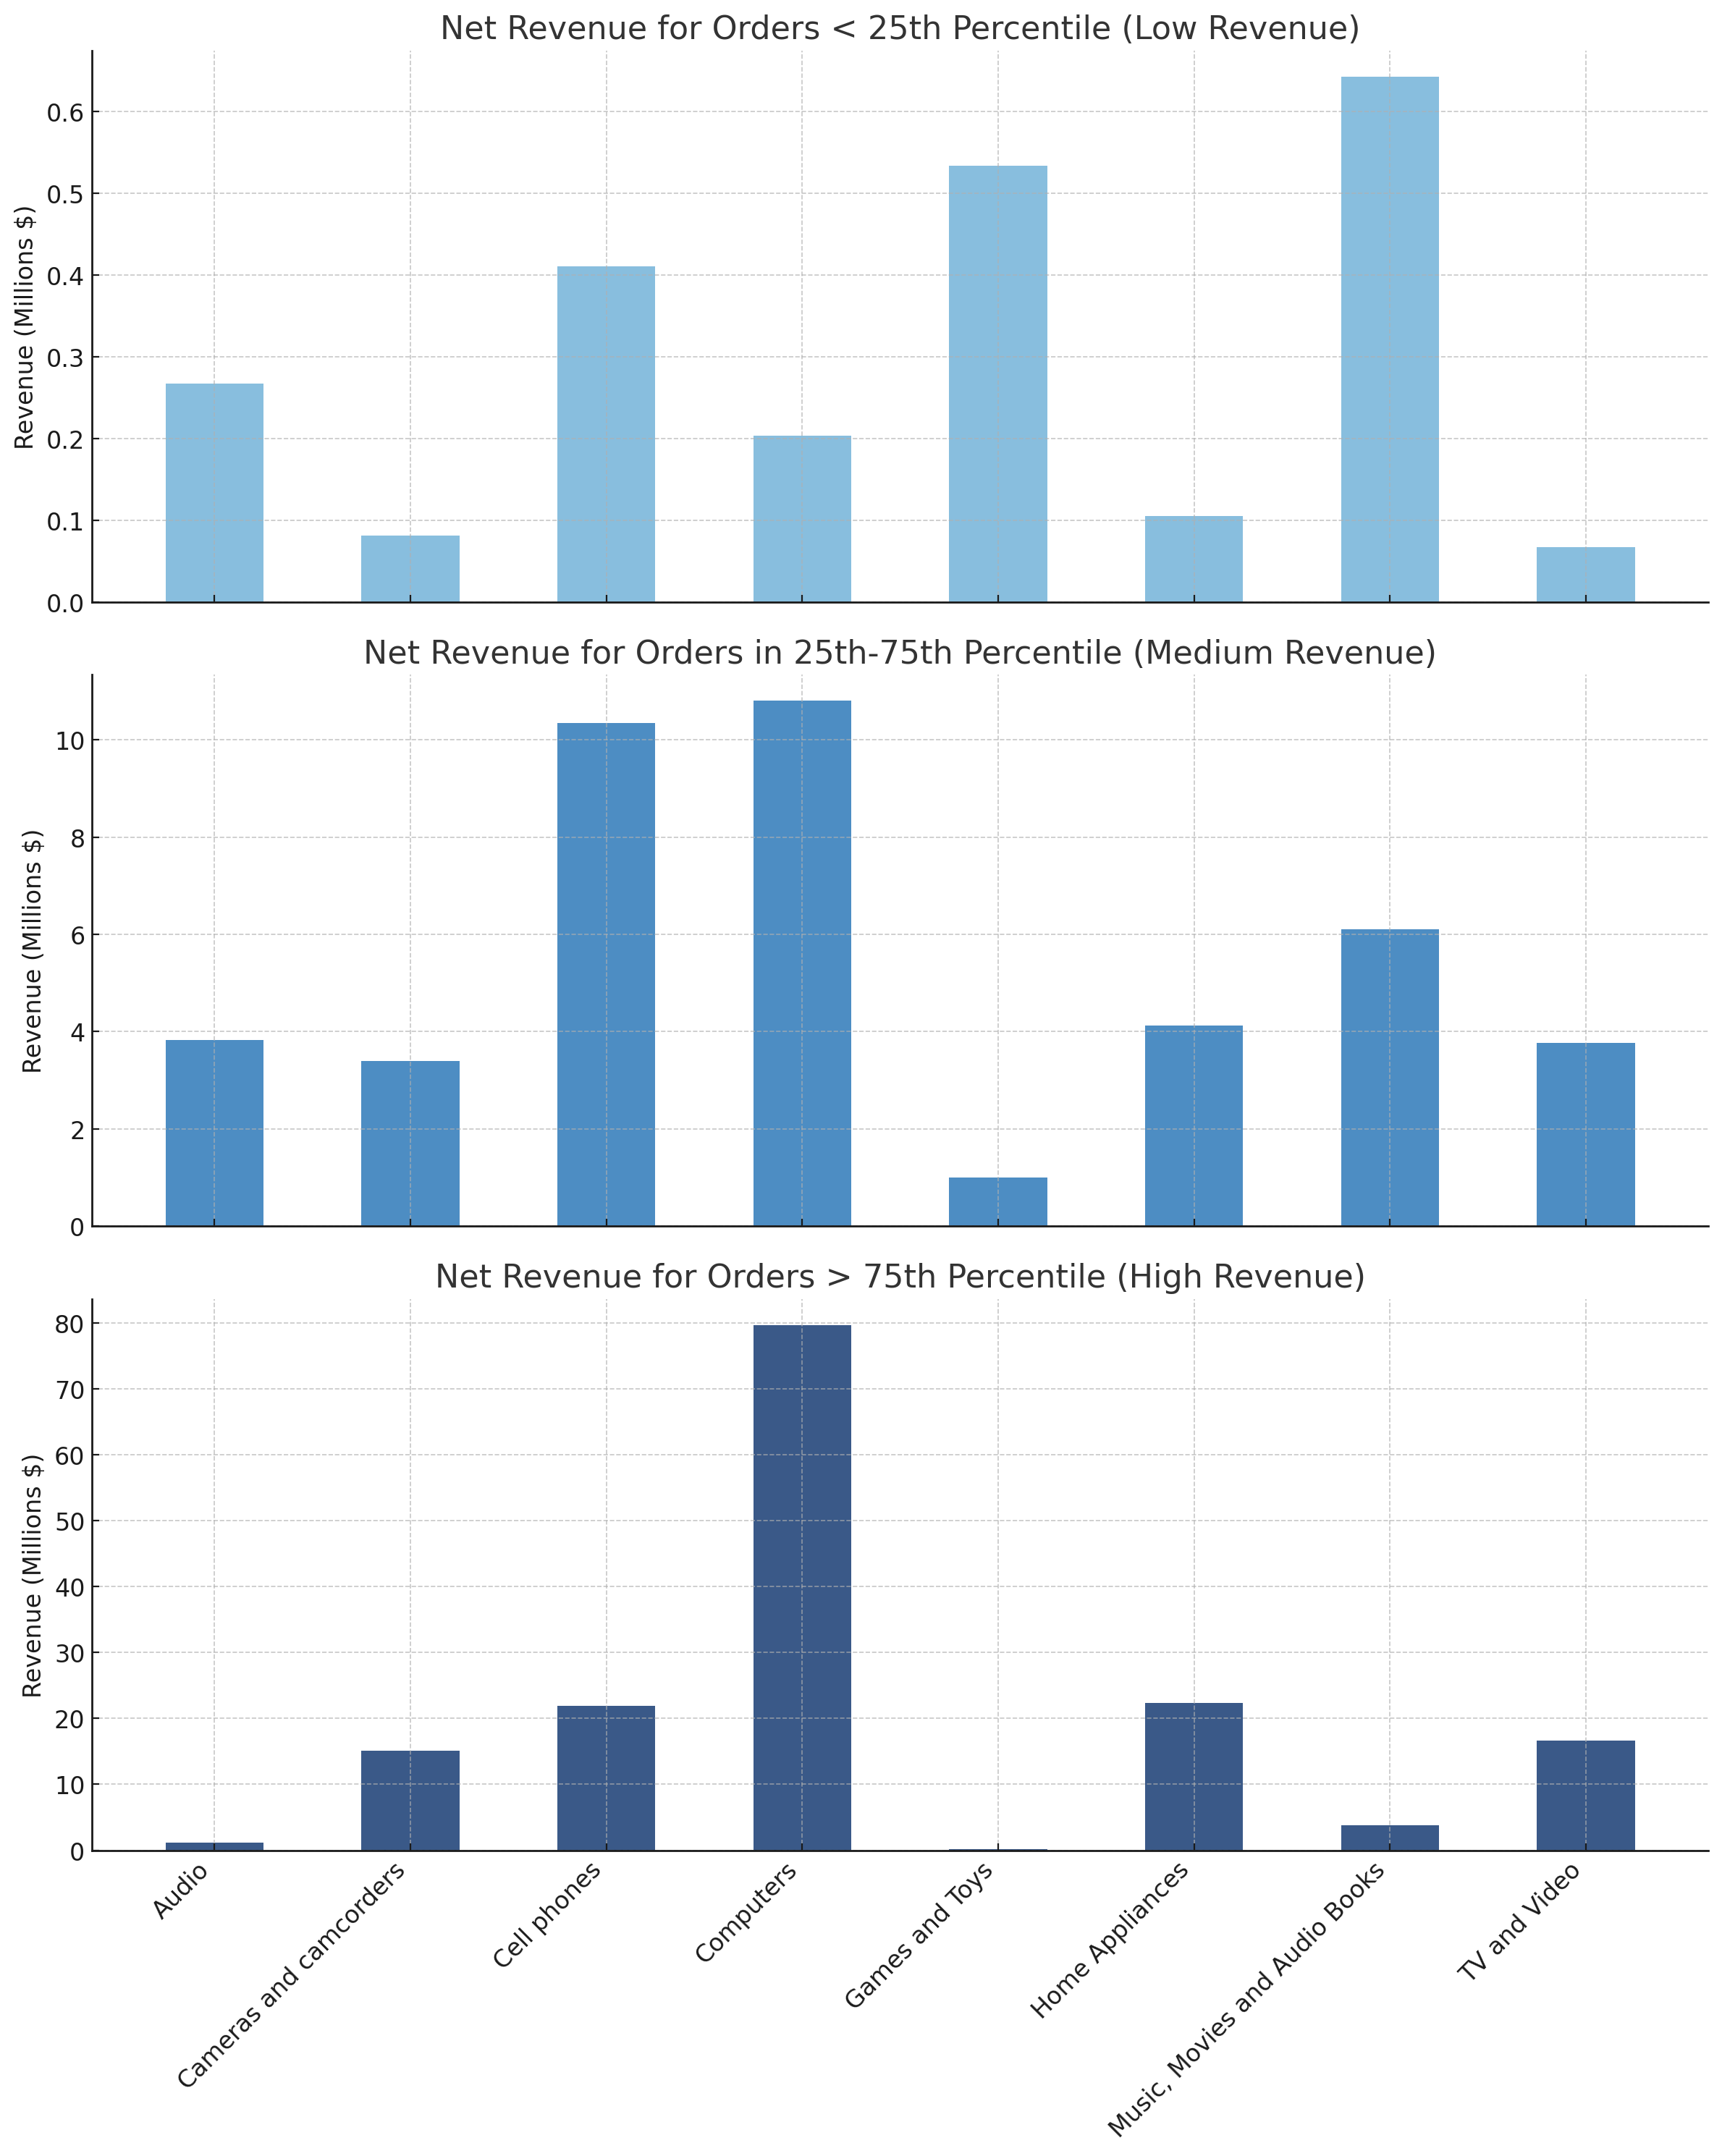 Net Revenue for Orders < 25th Percentile (Low Revenue)
Revenue (Millions $)
0.6
0.5
0.4
0.3
0.2
0.1
0.0
Net Revenue for Orders in 25th-75th Percentile (Medium Revenue)
Revenue (Millions $)
10
8
6
4
2
0
Net Revenue for Orders > 75th Percentile (High Revenue)
Revenue (Millions $)
80
70
60
50
40
30
20
10
0
Audio
Cameras and camcorders
Cell phones
Computers
Games and Toys
Home Appliances
Music, Movies and Audio Books
TV and Video